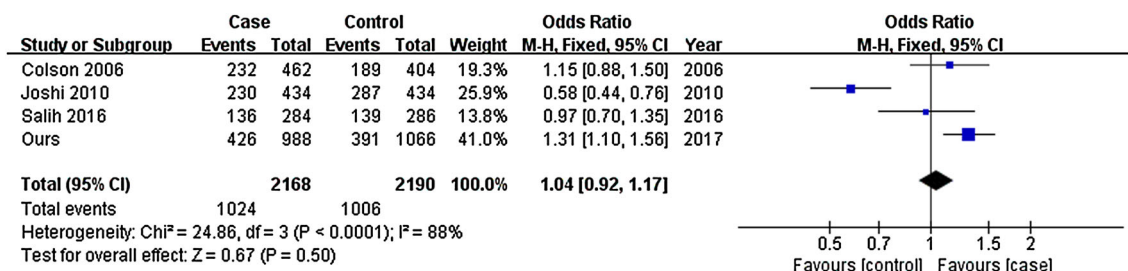 Case Control Odds Ratio Odds Ratio
Study or Subgroup Events Total Events Total Weight M-H, Fixed, 95% CI Year M-H, Fixed, 95% CI
Colson 2006 232 462 189 404 19.3% 1.15 [0.88, 1.50] 2006
Joshi 2010 230 434 287 434 25.9% 0.58 [0.44, 0.76] 2010
Salih 2016 136 284 139 286 13.8% 0.97 [0.70, 1.35] 2016
Ours 426 988 391 1066 41.0% 1.31 [1.10, 1.56] 2017
Total (95% CI) 2168 2190 100.0% 1.04 [0.92, 1.17]
Total events 1024 1006
Heterogeneity: Chi² = 24.86, df = 3 (P < 0.0001); I² = 88%
Test for overall effect: Z = 0.67 (P = 0.50)
0.5 0.7 1 1.5 2
Favours [control] Favours [case]